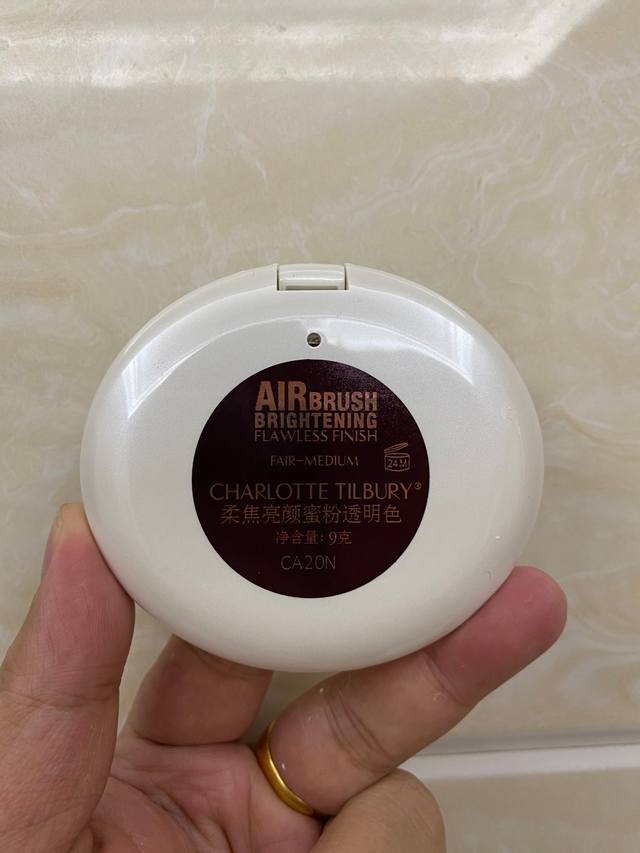 AIRBRUSH
BRIGHTENING
FLAWLESS FINISH
FAIR–MEDIUM
24M
CHARLOTTE TILBURY®
柔焦亮颜蜜粉透明色
净含量：9克
CA20N